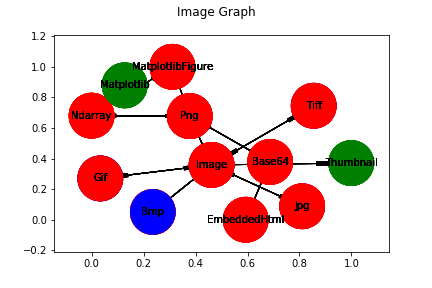 Image Graph
1.2
1.0
0.8
0.6
0.4
0.2
0.0
−0.2
MatplotlibFigure
Matplotlib
Ndarray
Png
Tiff
Image
Base64
Thumbnail
Gif
Bmp
EmbeddedHtml
Jpg
0.0 0.2 0.4 0.6 0.8 1.0